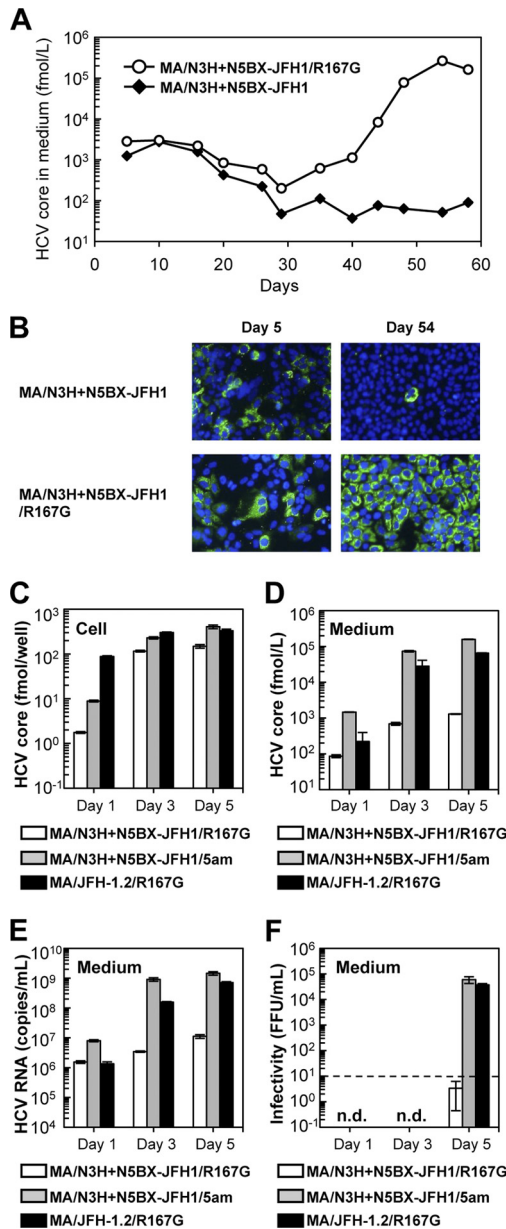 A
HCV core in medium (fmol/L)
10^6
10^5
10^4
10^3
10^2
10^1
MA/N3H+N5BX-JFH1/R167G
MA/N3H+N5BX-JFH1
0 10 20 30 40 50 60
Days
B
Day 5 Day 54
MA/N3H+N5BX-JFH1
MA/N3H+N5BX-JFH1
/R167G
C
Cell
HCV core (fmol/well)
10^3
10^2
10^1
10^0
10^-1
Day 1 Day 3 Day 5
MA/N3H+N5BX-JFH1/R167G
MA/N3H+N5BX-JFH1/5am
MA/JFH-1.2/R167G
D
Medium
HCV core (fmol/L)
10^6
10^5
10^4
10^3
10^2
10^1
Day 1 Day 3 Day 5
MA/N3H+N5BX-JFH1/R167G
MA/N3H+N5BX-JFH1/5am
MA/JFH-1.2/R167G
E
Medium
HCV RNA (copies/mL)
10^10
10^9
10^8
10^7
10^6
10^5
10^4
Day 1 Day 3 Day 5
MA/N3H+N5BX-JFH1/R167G
MA/N3H+N5BX-JFH1/5am
MA/JFH-1.2/R167G
F
Medium
Infectivity (FFU/mL)
10^6
10^5
10^4
10^3
10^2
10^1
10^0
10^-1
n.d. n.d.
Day 1 Day 3 Day 5
MA/N3H+N5BX-JFH1/R167G
MA/N3H+N5BX-JFH1/5am
MA/JFH-1.2/R167G